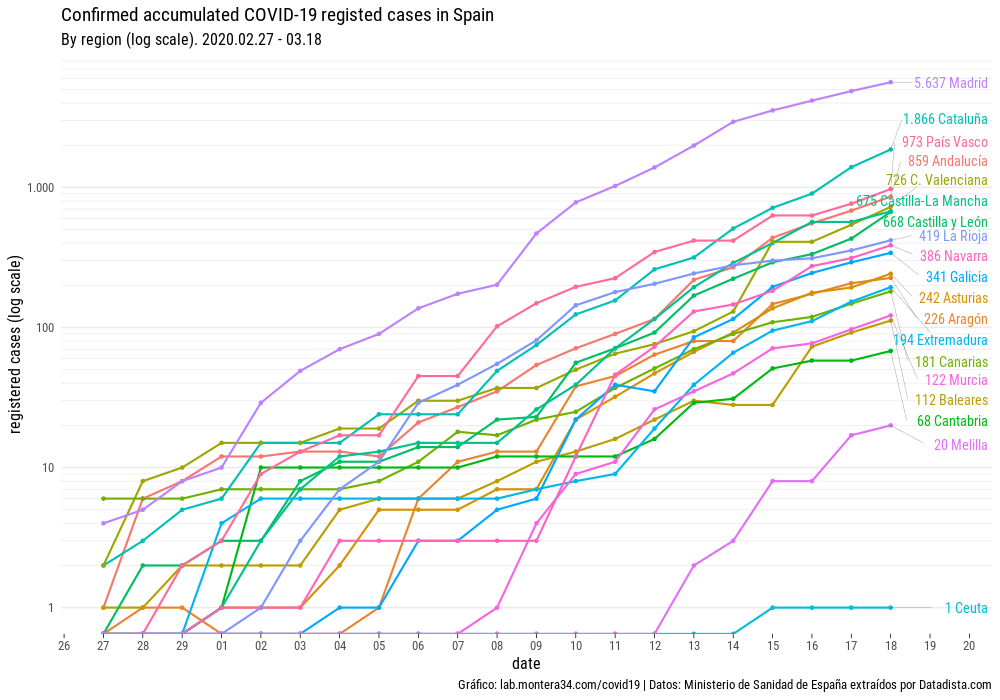 Confirmed accumulated COVID-19 registed cases in Spain
By region (log scale). 2020.02.27 - 03.18
registered cases (log scale)
1.000
100
10
1
5.637 Madrid
1.866 Cataluña
973 País Vasco
859 Andalucía
726 C. Valenciana
675 Castilla-La Mancha
668 Castilla y León
419 La Rioja
386 Navarra
341 Galicia
242 Asturias
226 Aragón
194 Extremadura
181 Canarias
122 Murcia
112 Baleares
68 Cantabria
20 Melilla
1 Ceuta
26 27 28 29 01 02 03 04 05 06 07 08 09 10 11 12 13 14 15 16 17 18 19 20
date
Gráfico: lab.montera34.com/covid19 | Datos: Ministerio de Sanidad de España extraídos por Datadista.com